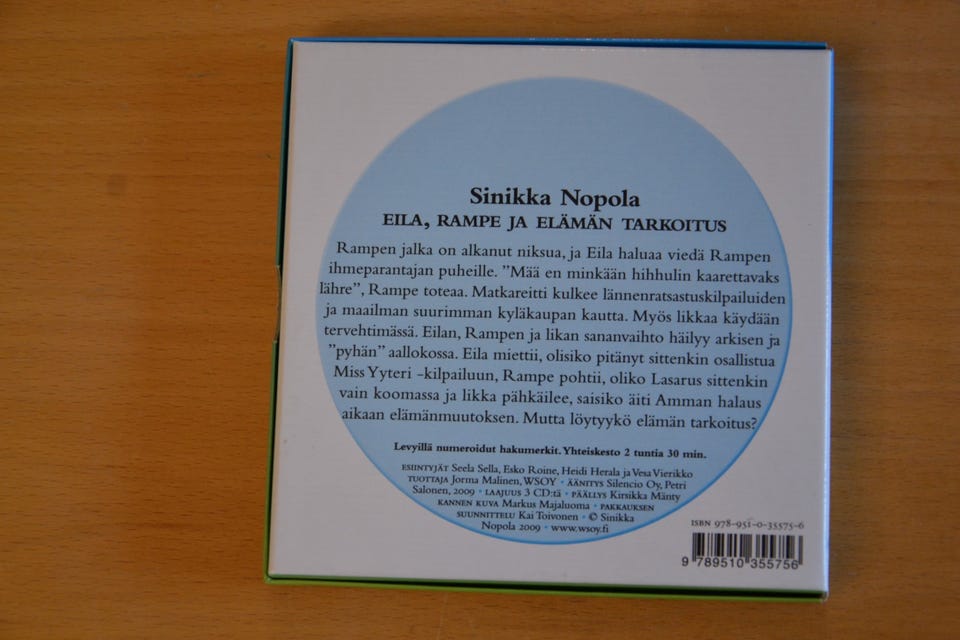 Sinikka Nopola
EILA, RAMPE JA ELÄMÄN TARKOITUS
Rampen jalka on alkanut niksua, ja Eila haluaa viedä Rampen
ihmeparantajan puheille. ”Mää en minkään hihhulin kaarettavaks
lähre”, Rampe toteaa. Matkareitti kulkee lännenratsastuskilpailuiden
ja maailman suurimman kyläkaupan kautta. Myös likkaa käydään
tervehtimässä. Eilan, Rampen ja likan sananvaihto häilyy arkisen ja
”pyhän” aallokossa. Eila miettii, olisiko pitänyt sittenkin osallistua
Miss Yyteri -kilpailuun, Rampe pohtii, oliko Lasarus sittenkin
vain koomassa ja likka pähkäilee, saisiko äiti Amman halaus
aikaan elämänmuutoksen. Mutta löytyykö elämän tarkoitus?
Levyillä numeroidut hakumerkit. Yhteiskesto 2 tuntia 30 min.
ESIINTYJÄT Seela Sella, Esko Roine, Heidi Herala ja Vesa Vierikko
TUOTTAJA Jorma Malinen, WSOY • ÄÄNITYS Silencio Oy, Petri
Salonen, 2009 • LAAJUUS 3 CD:tä • PÄÄLLYS Kirsikka Mänty
KANNEN KUVA Markus Majaluoma • PAKKAUKSEN
SUUNNITTELU Kai Toivonen • © Sinikka
Nopola 2009 • www.wsoy.fi
ISBN 978-951-0-35575-6
9 789510 355756